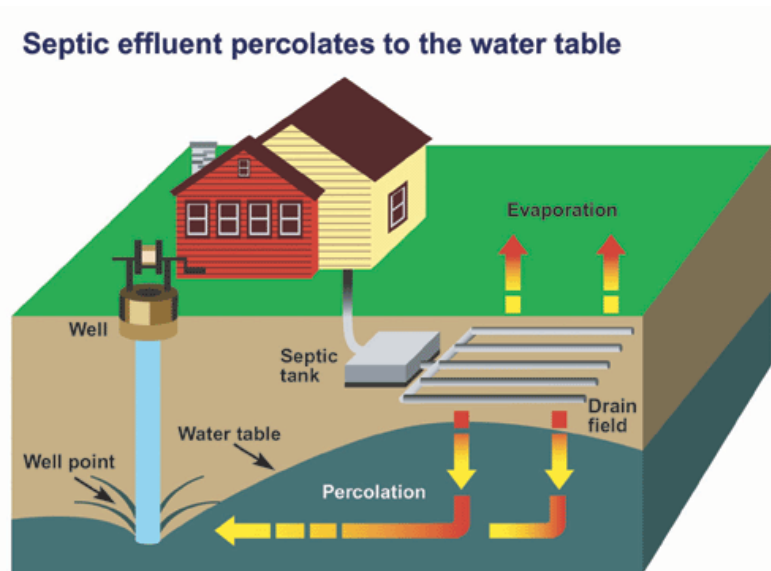 Septic effluent percolates to the water table
Evaporation
Well
Septic
tank
Drain
field
Water table
Well point
Percolation